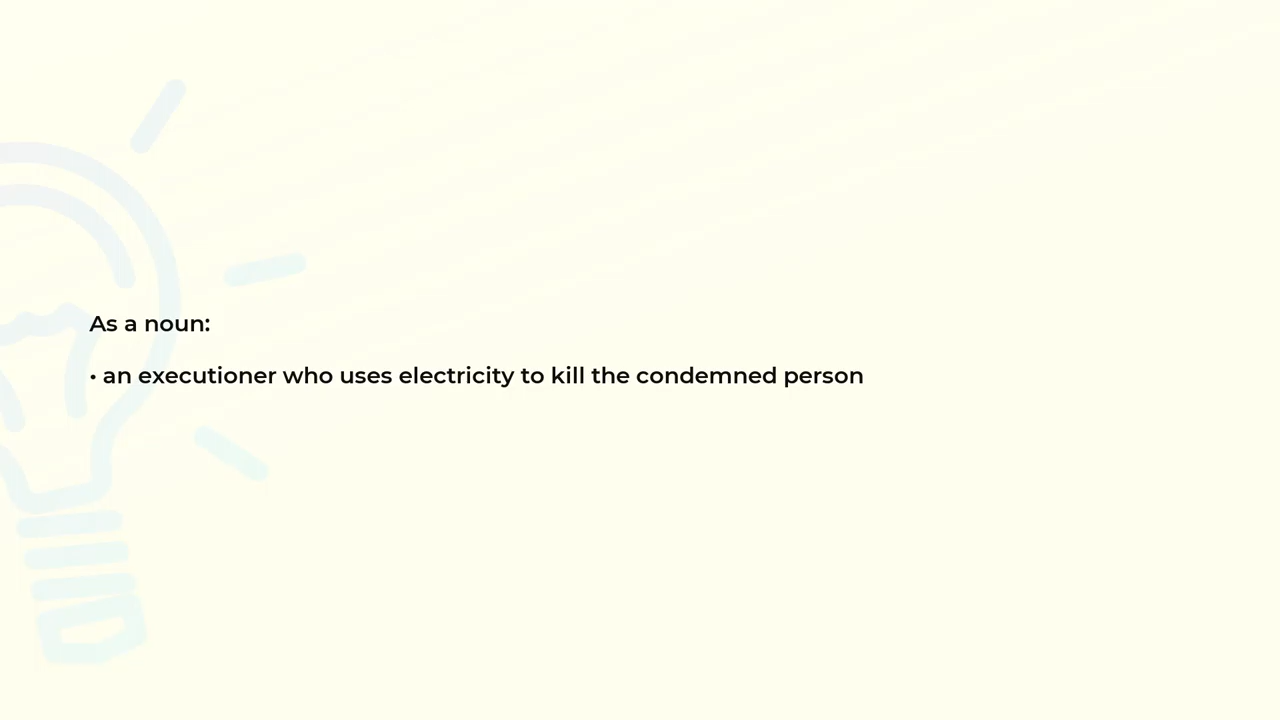 As a noun:
• an executioner who uses electricity to kill the condemned person